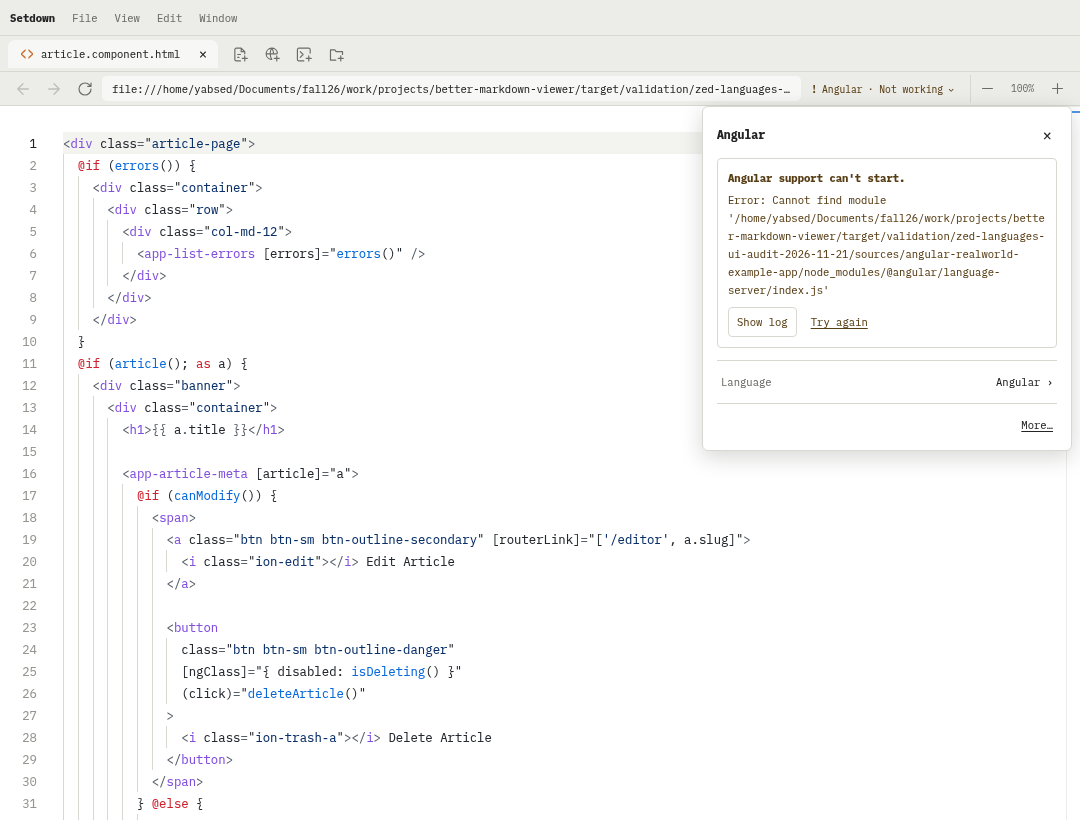 Setdown File View Edit Window
article.component.html ×
file:///home/yabsed/Documents/fall26/work/projects/better-markdown-viewer/target/validation/zed-languages-… ! Angular · Not working 100%
Angular ×
Angular support can't start.
Error: Cannot find module
'/home/yabsed/Documents/fall26/work/projects/bette
r-markdown-viewer/target/validation/zed-languages-
ui-audit-2026-11-21/sources/angular-realworld-
example-app/node_modules/@angular/language-
server/index.js'
Show log Try again
Language Angular ›
More…
1 <div class="article-page">
2 @if (errors()) {
3 <div class="container">
4 <div class="row">
5 <div class="col-md-12">
6 <app-list-errors [errors]="errors()" />
7 </div>
8 </div>
9 </div>
10 }
11 @if (article(); as a) {
12 <div class="banner">
13 <div class="container">
14 <h1>{{ a.title }}</h1>
15
16 <app-article-meta [article]="a">
17 @if (canModify()) {
18 <span>
19 <a class="btn btn-sm btn-outline-secondary" [routerLink]="['/editor', a.slug]">
20 <i class="ion-edit"></i> Edit Article
21 </a>
22
23 <button
24 class="btn btn-sm btn-outline-danger"
25 [ngClass]="{ disabled: isDeleting() }"
26 (click)="deleteArticle()"
27 >
28 <i class="ion-trash-a"></i> Delete Article
29 </button>
30 </span>
31 } @else {